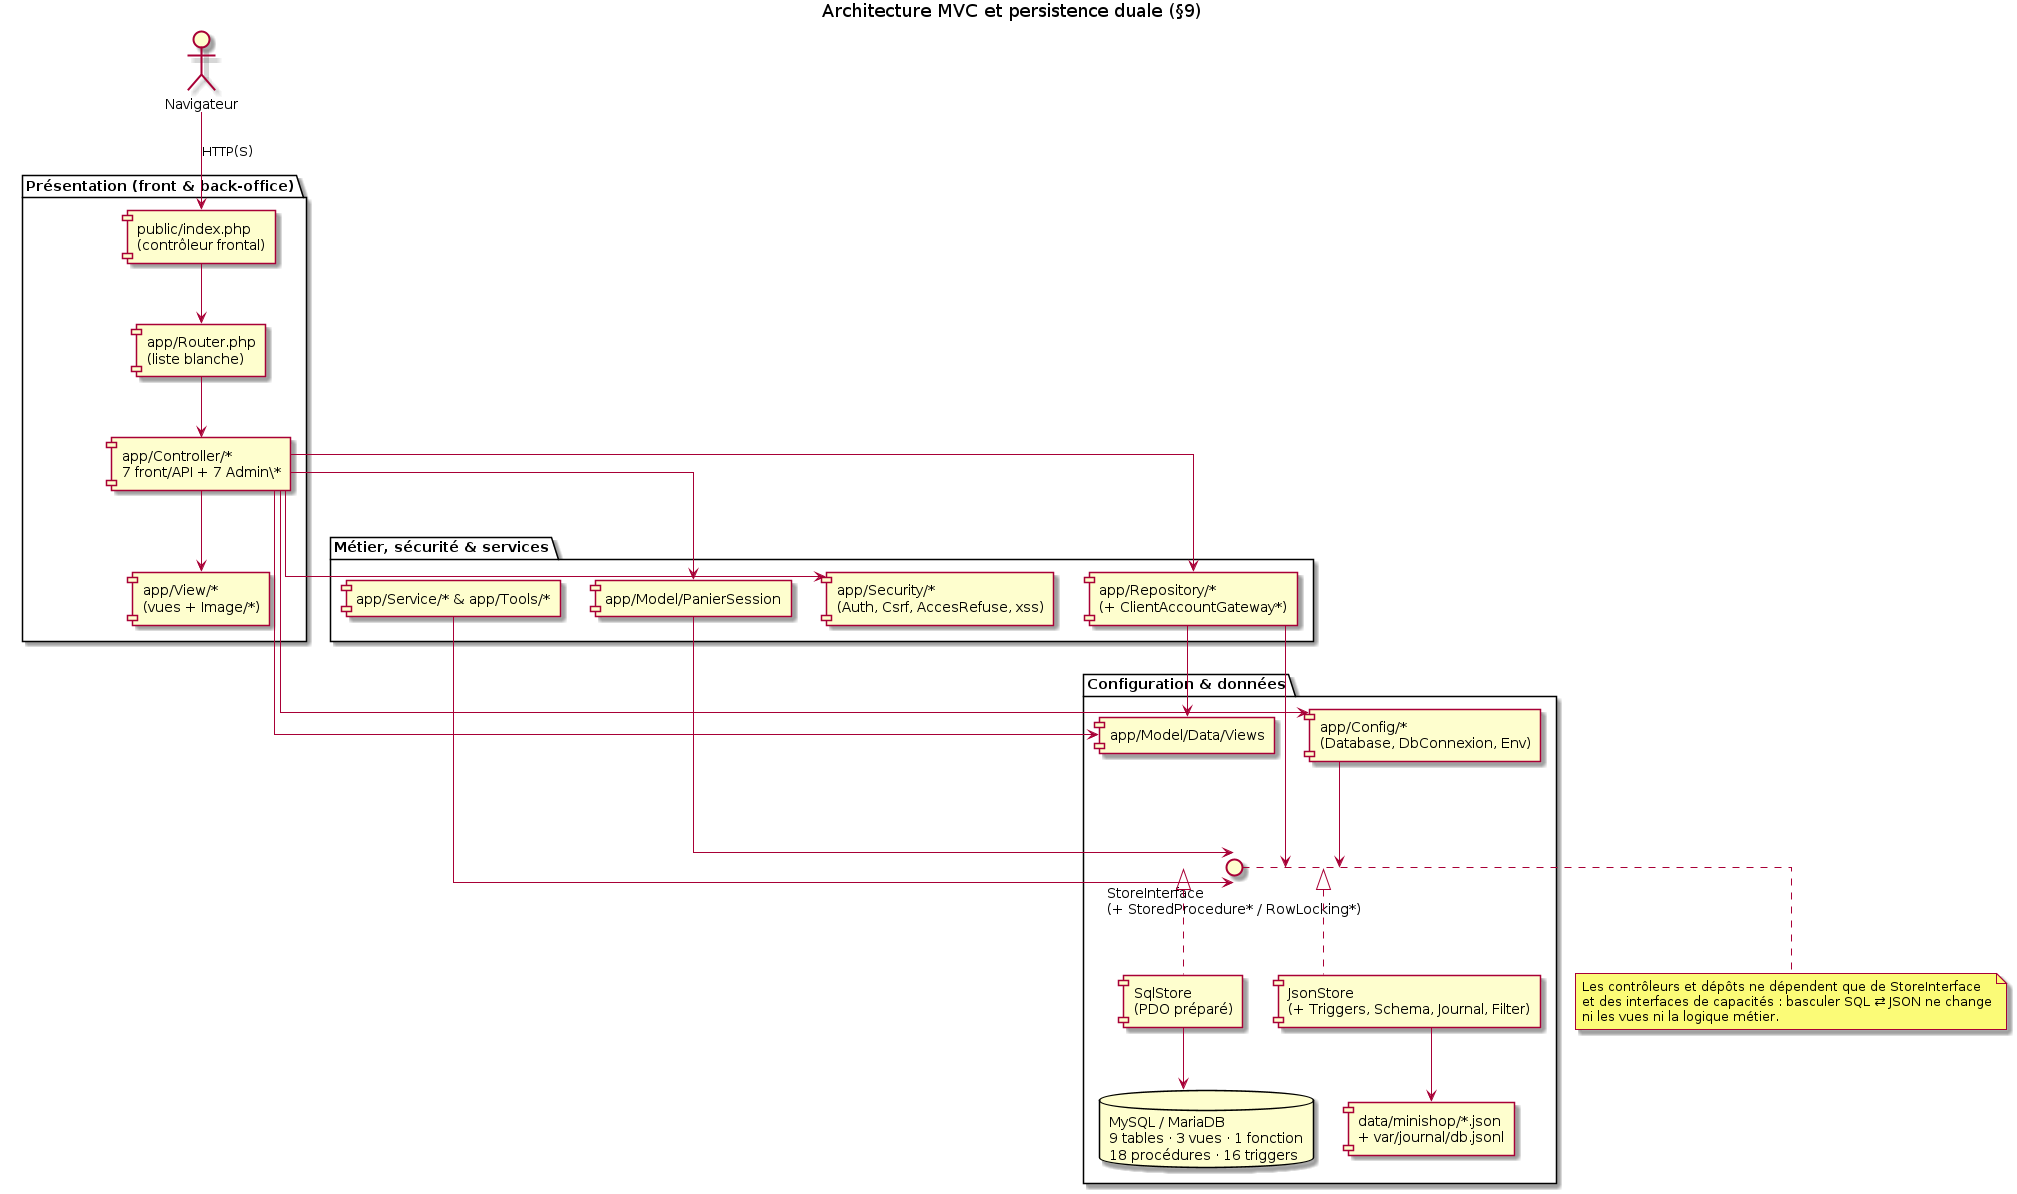 Architecture MVC et persistence duale (§9)
Navigateur
HTTP(S)
Présentation (front & back-office)
public/index.php
(contrôleur frontal)
app/Router.php
(liste blanche)
app/Controller/*
7 front/API + 7 Admin\*
app/View/*
(vues + Image/*)
Métier, sécurité & services
app/Service/* & app/Tools/*
app/Model/PanierSession
app/Security/*
(Auth, Csrf, AccesRefuse, xss)
app/Repository/*
(+ ClientAccountGateway*)
Configuration & données
app/Model/Data/Views
app/Config/*
(Database, DbConnexion, Env)
StoreInterface
(+ StoredProcedure* / RowLocking*)
SqlStore
(PDO préparé)
JsonStore
(+ Triggers, Schema, Journal, Filter)
Les contrôleurs et dépôts ne dépendent que de StoreInterface
et des interfaces de capacités : basculer SQL ⇄ JSON ne change
ni les vues ni la logique métier.
MySQL / MariaDB
9 tables · 3 vues · 1 fonction
18 procédures · 16 triggers
data/minishop/*.json
+ var/journal/db.jsonl